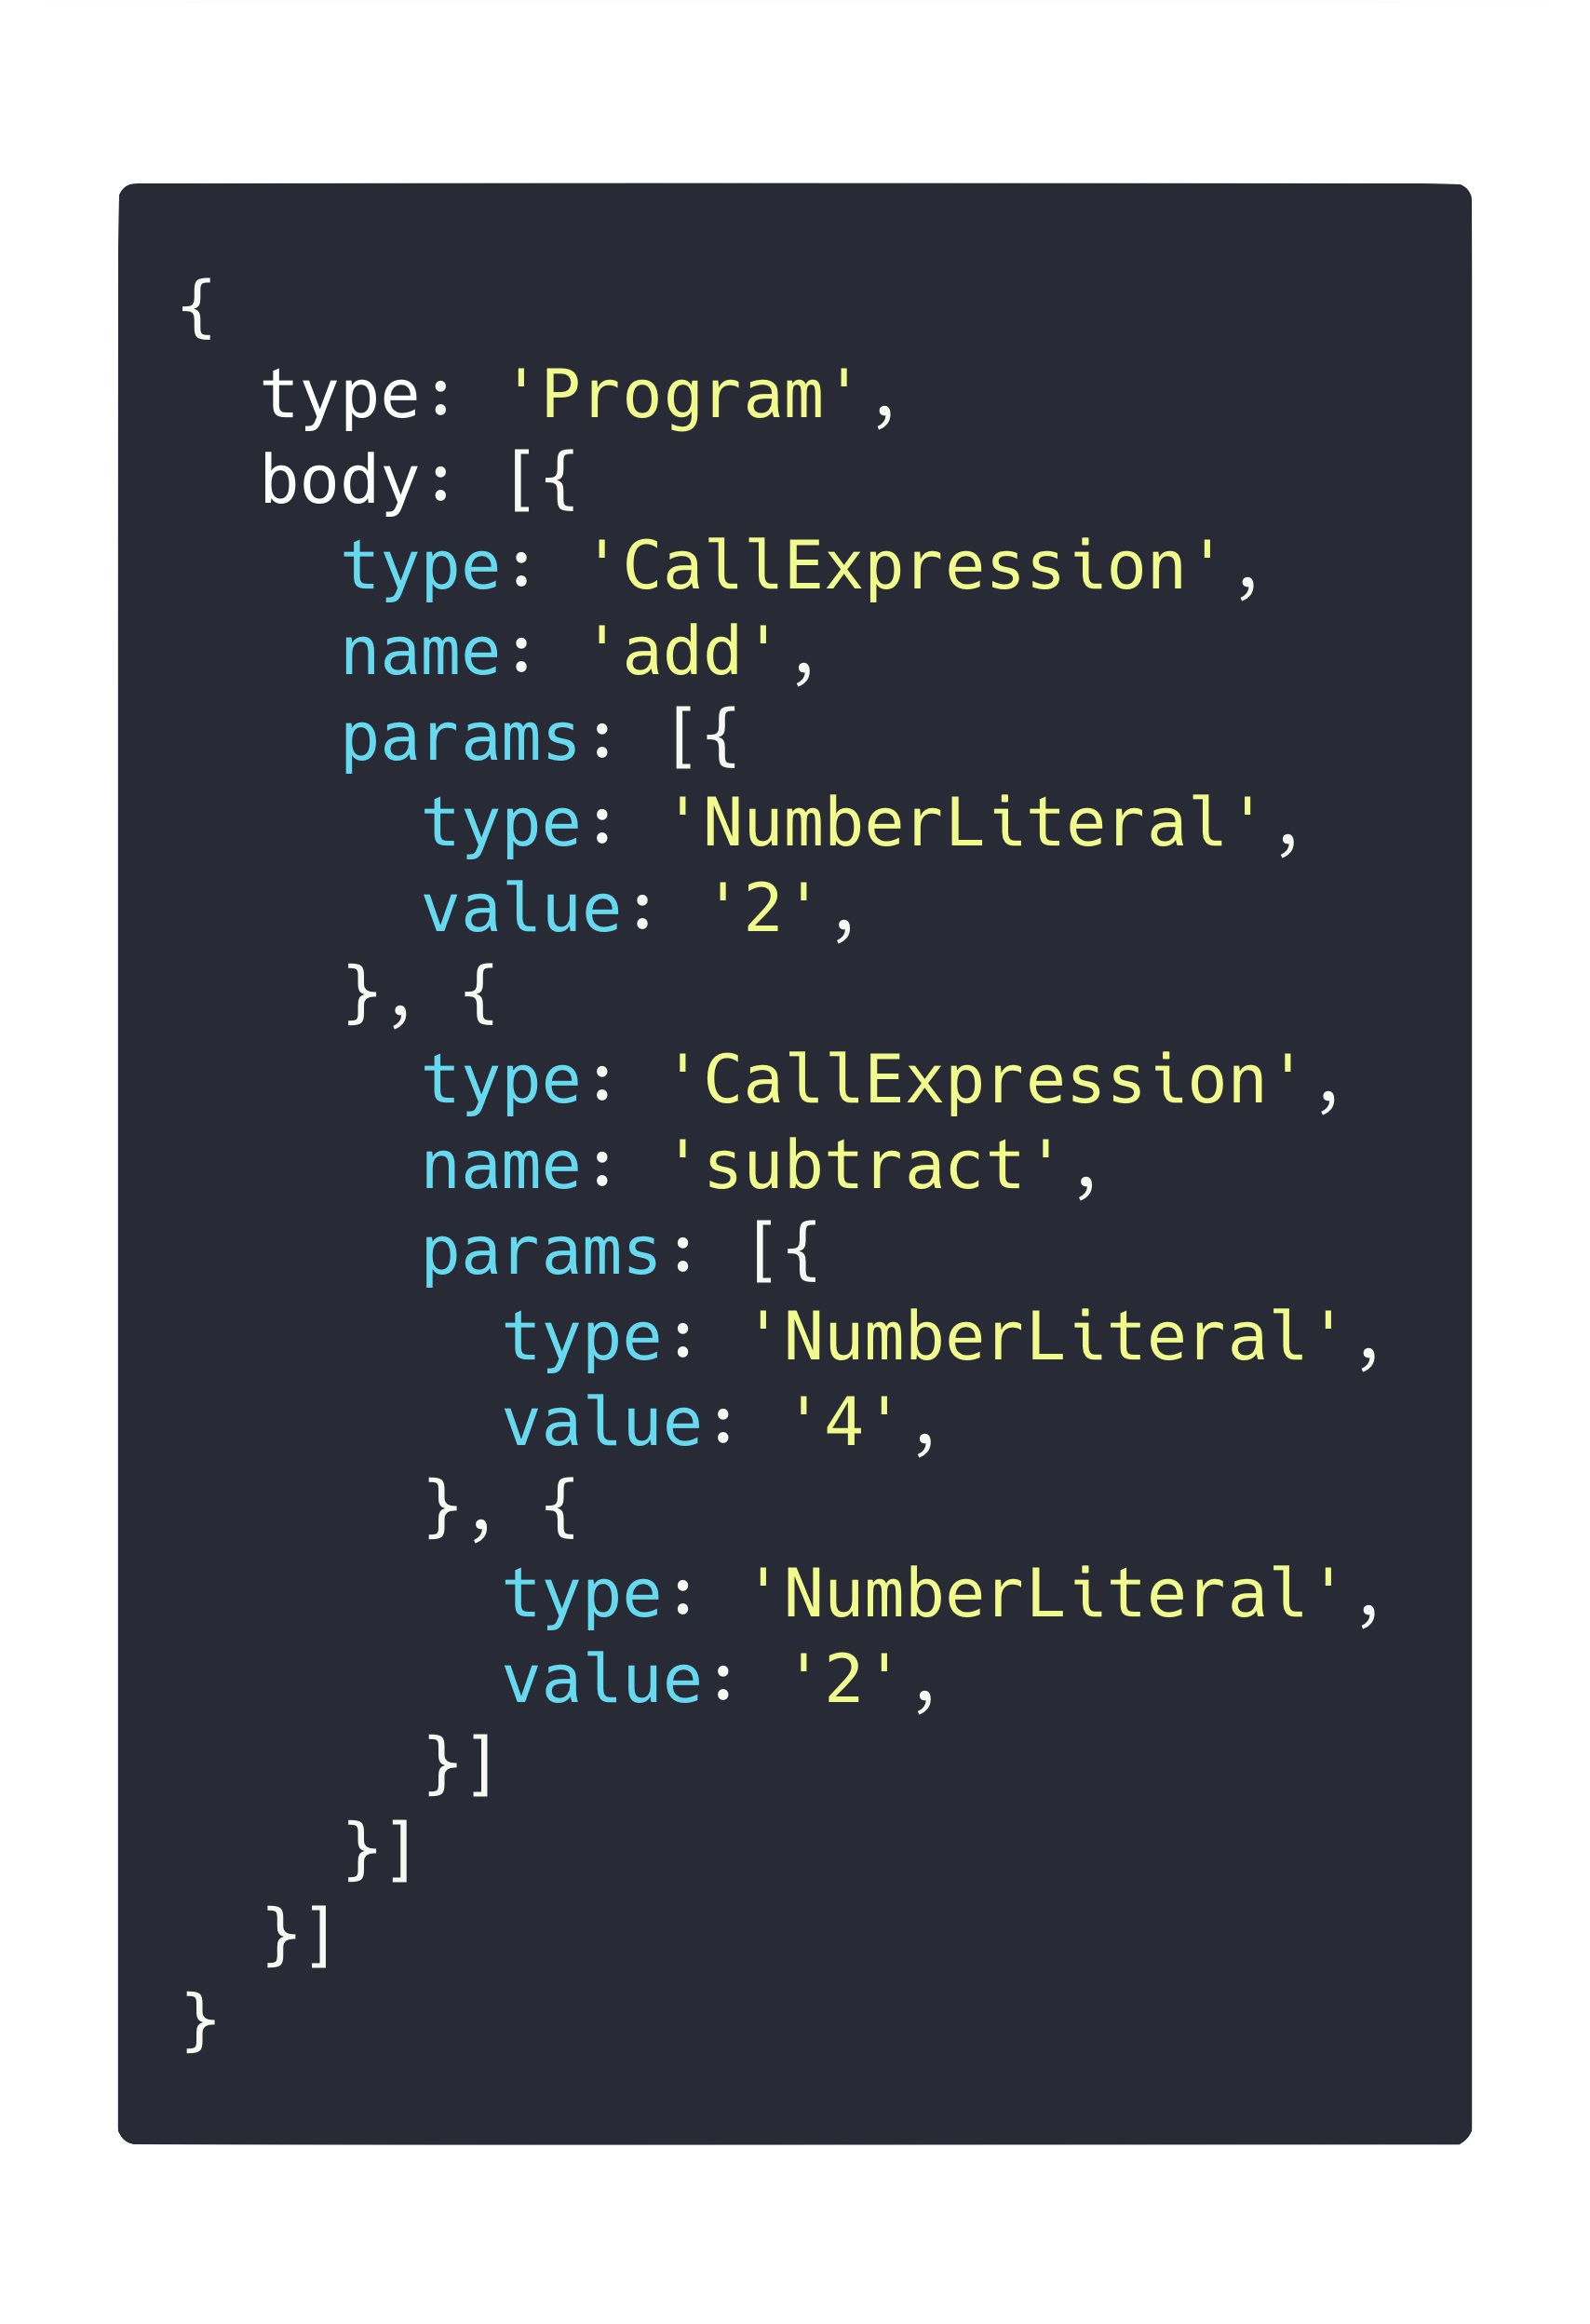 {
  type: 'Program',
  body: [{
    type: 'CallExpression',
    name: 'add',
    params: [{
      type: 'NumberLiteral',
      value: '2',
    }, {
      type: 'CallExpression',
      name: 'subtract',
      params: [{
        type: 'NumberLiteral',
        value: '4',
      }, {
        type: 'NumberLiteral',
        value: '2',
      }]
    }]
  }]
}